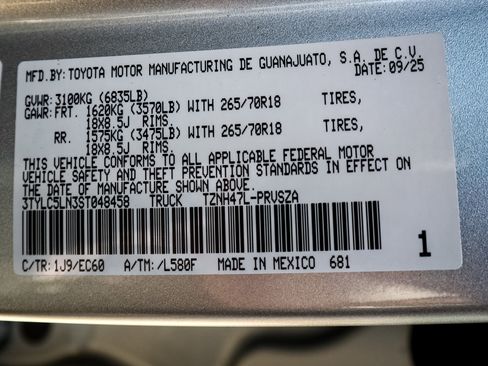 MFD.BY:TOYOTA MOTOR MANUFACTURING DE GUANAJUATO, S.A. DE C.V.
DATE: 09/25
GVWR: 3100KG (6835LB)
GAWR: FRT. 1620KG (3570LB) WITH 265/70R18 TIRES,
18X8.5J RIMS.
RR. 1575KG (3475LB) WITH 265/70R18 TIRES,
18X8.5J RIMS.
THIS VEHICLE CONFORMS TO ALL APPLICABLE FEDERAL MOTOR
VEHICLE SAFETY AND THEFT PREVENTION STANDARDS IN EFFECT ON
THE DATE OF MANUFACTURE SHOWN ABOVE.
3TYLC5LN3ST048458 TRUCK TZNH47L-PRVSZA
1
C/TR: 1J9/EC60 A/TM: /L580F MADE IN MEXICO 681